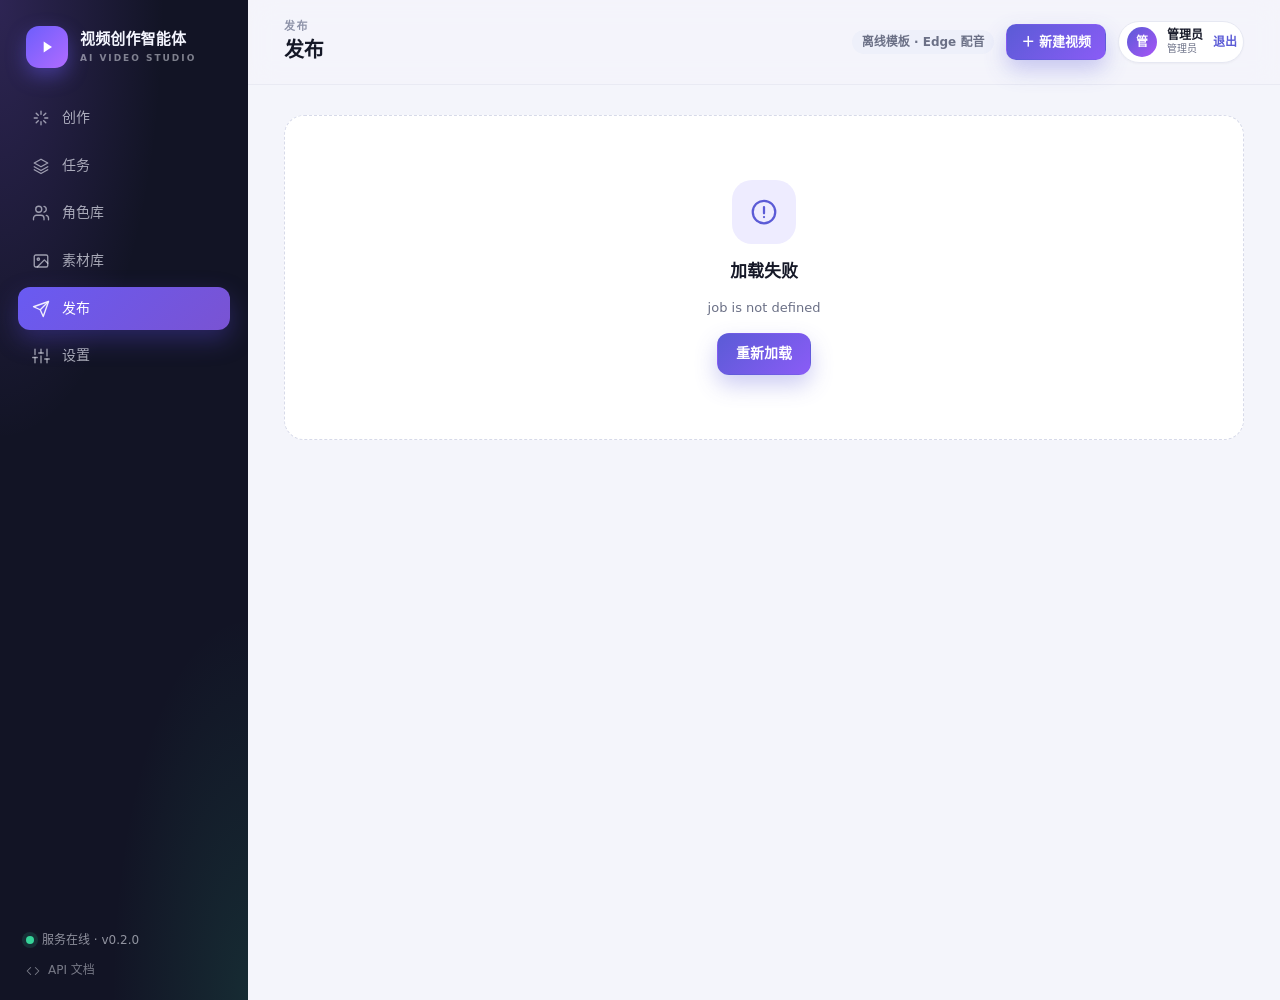 视频创作智能体
AI VIDEO STUDIO
创作
任务
角色库
素材库
发布
设置
服务在线 · v0.2.0
API 文档
发布
发布
离线模板 · Edge 配音
+ 新建视频
管
管理员
管理员
退出
加载失败
job is not defined
重新加载